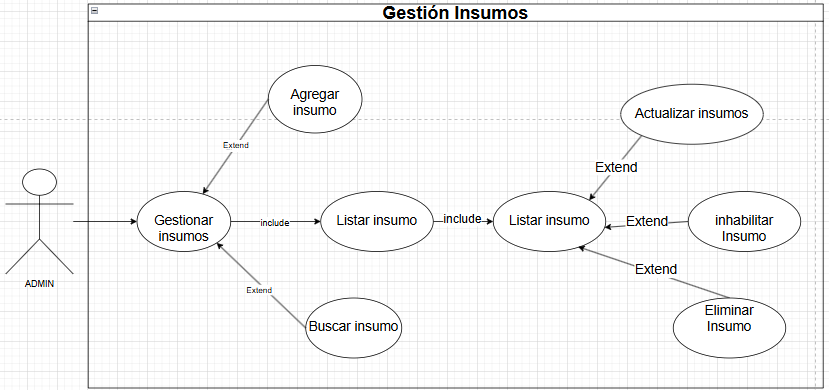 Gestión Insumos
Agregar
insumo
Actualizar insumos
Extend
Extend
Gestionar
insumos
include
Listar insumo
include
Listar insumo
Extend
inhabilitar
Insumo
Extend
ADMIN
Extend
Buscar insumo
Eliminar
Insumo